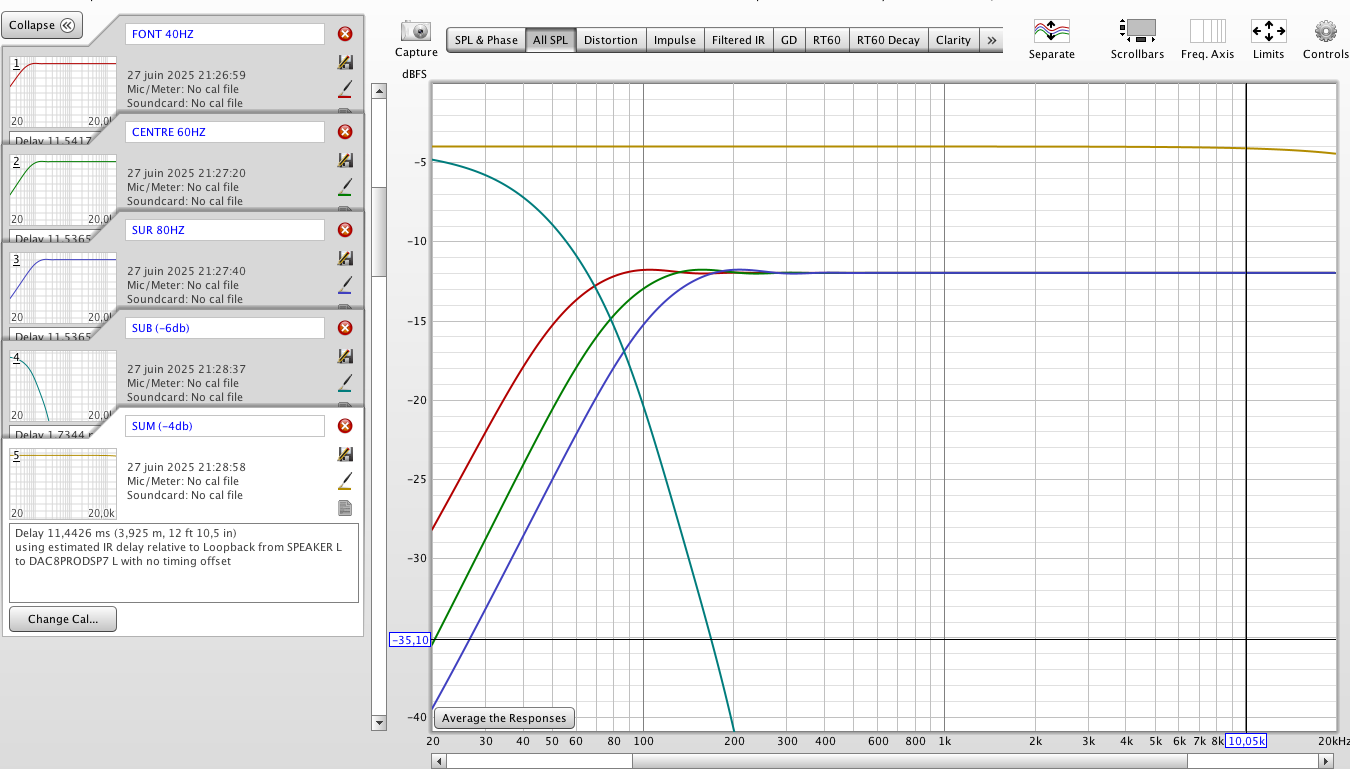 Collapse
FONT 40HZ
1
27 juin 2025 21:26:59
Mic/Meter: No cal file
Soundcard: No cal file
20 20,0
Delay 11.5417
CENTRE 60HZ
2
27 juin 2025 21:27:20
Mic/Meter: No cal file
Soundcard: No cal file
20 20,0
Delay 11.5365
SUR 80HZ
3
27 juin 2025 21:27:40
Mic/Meter: No cal file
Soundcard: No cal file
20 20,0
Delay 11.5365
SUB (-6db)
4
27 juin 2025 21:28:37
Mic/Meter: No cal file
Soundcard: No cal file
20 20,0
Delay 1.7344
SUM (-4db)
5
27 juin 2025 21:28:58
Mic/Meter: No cal file
Soundcard: No cal file
20 20,0k
Delay 11,4426 ms (3,925 m, 12 ft 10,5 in)
using estimated IR delay relative to Loopback from SPEAKER L
to DAC8PRODSP7 L with no timing offset
Change Cal...
Capture
SPL & Phase All SPL Distortion Impulse Filtered IR GD RT60 RT60 Decay Clarity »
Separate Scrollbars Freq. Axis Limits Controls
dBFS
-5
-10
-15
-20
-25
-30
-35,10
-40
Average the Responses
20 30 40 50 60 80 100 200 300 400 600 800 1k 2k 3k 4k 5k 6k 7k 8k 10,05k 20kHz